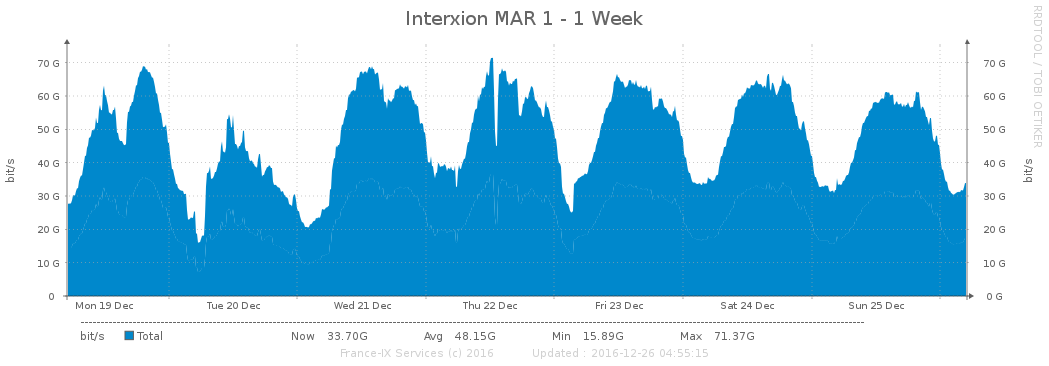 Interxion MAR 1 - 1 Week
RRDTOOL / TOBI OETIKER
bit/s
70 G
60 G
50 G
40 G
30 G
20 G
10 G
0
70 G
60 G
50 G
40 G
30 G
20 G
10 G
0 G
bit/s
Mon 19 Dec Tue 20 Dec Wed 21 Dec Thu 22 Dec Fri 23 Dec Sat 24 Dec Sun 25 Dec
bit/s Total Now 33.70G Avg 48.15G Min 15.89G Max 71.37G
France-IX Services (c) 2016 Updated : 2016-12-26 04:55:15